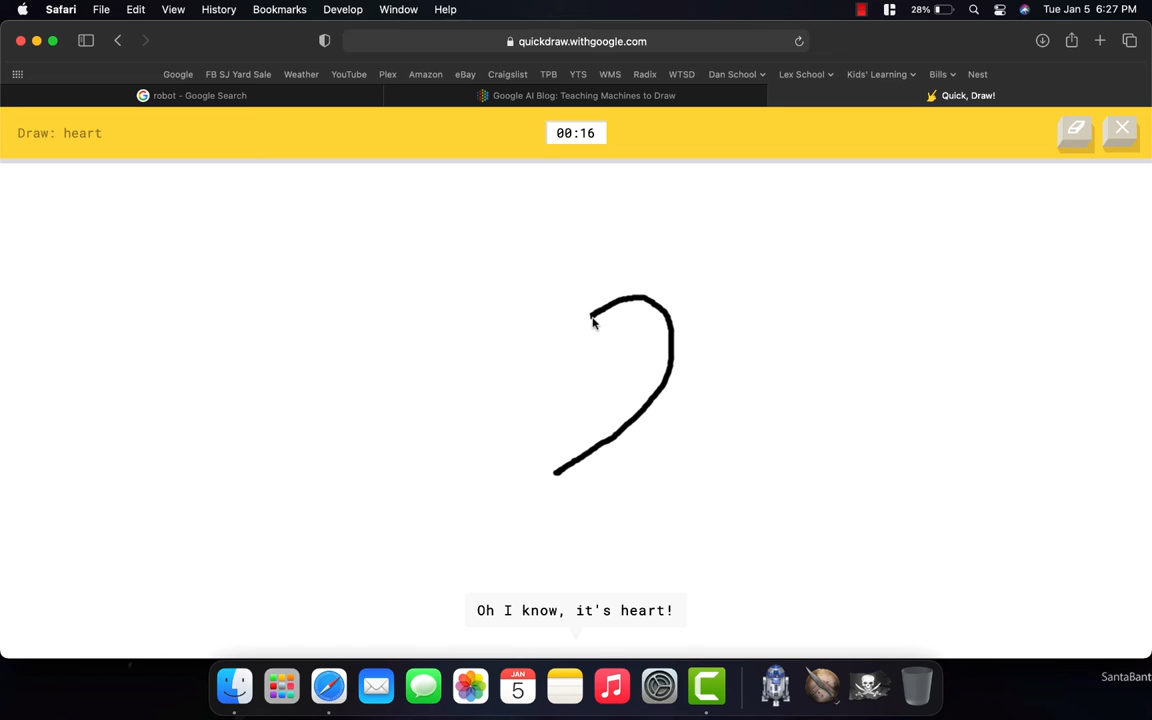 Safari File Edit View History Bookmarks Develop Window Help 28% Tue Jan 5 6:27 PM
quickdraw.withgoogle.com
Google FB SJ Yard Sale Weather YouTube Plex Amazon eBay Craigslist TPB YTS WMS Radix WTSD Dan School Lex School Kids' Learning Bills Nest
robot - Google Search Google AI Blog: Teaching Machines to Draw Quick, Draw!
Draw: heart 00:16
Oh I know, it's heart!
JAN
5
SantaBant